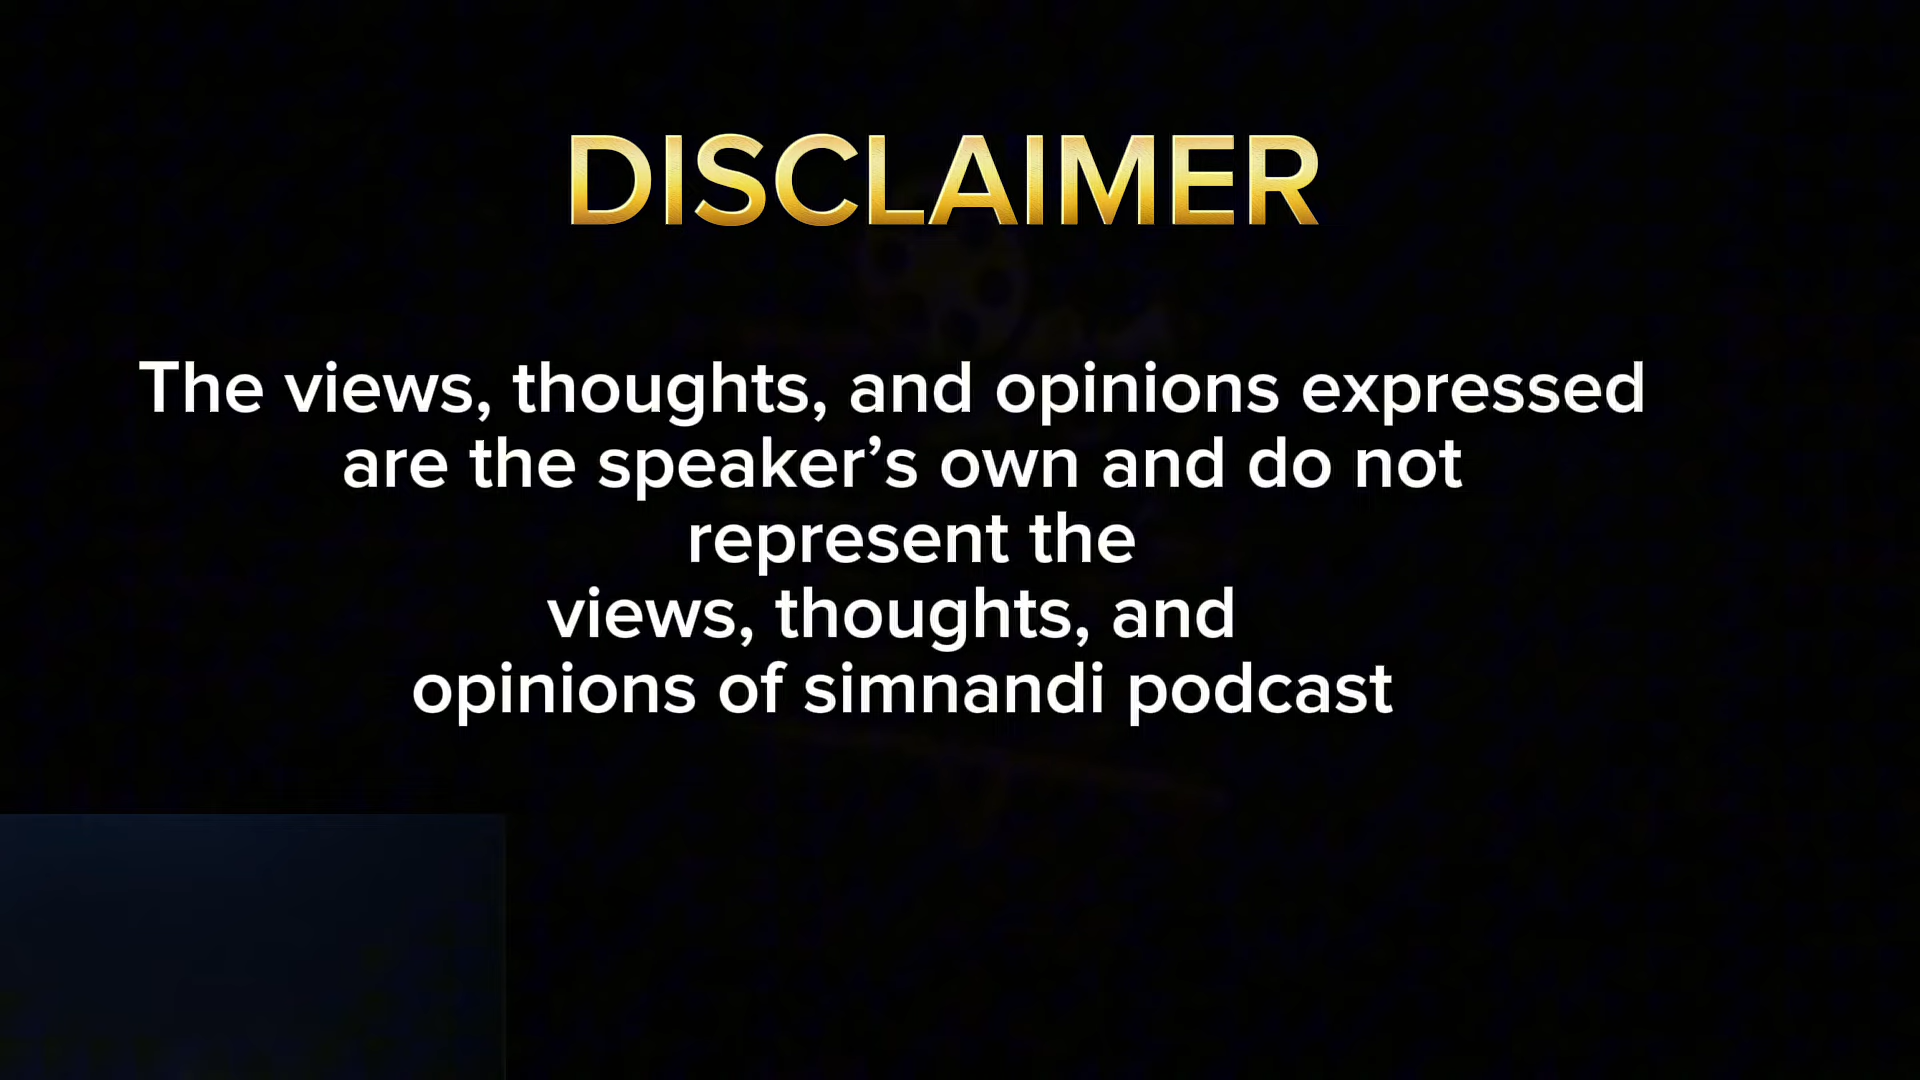 DISCLAIMER
The views, thoughts, and opinions expressed
are the speaker’s own and do not
represent the
views, thoughts, and
opinions of simnandi podcast